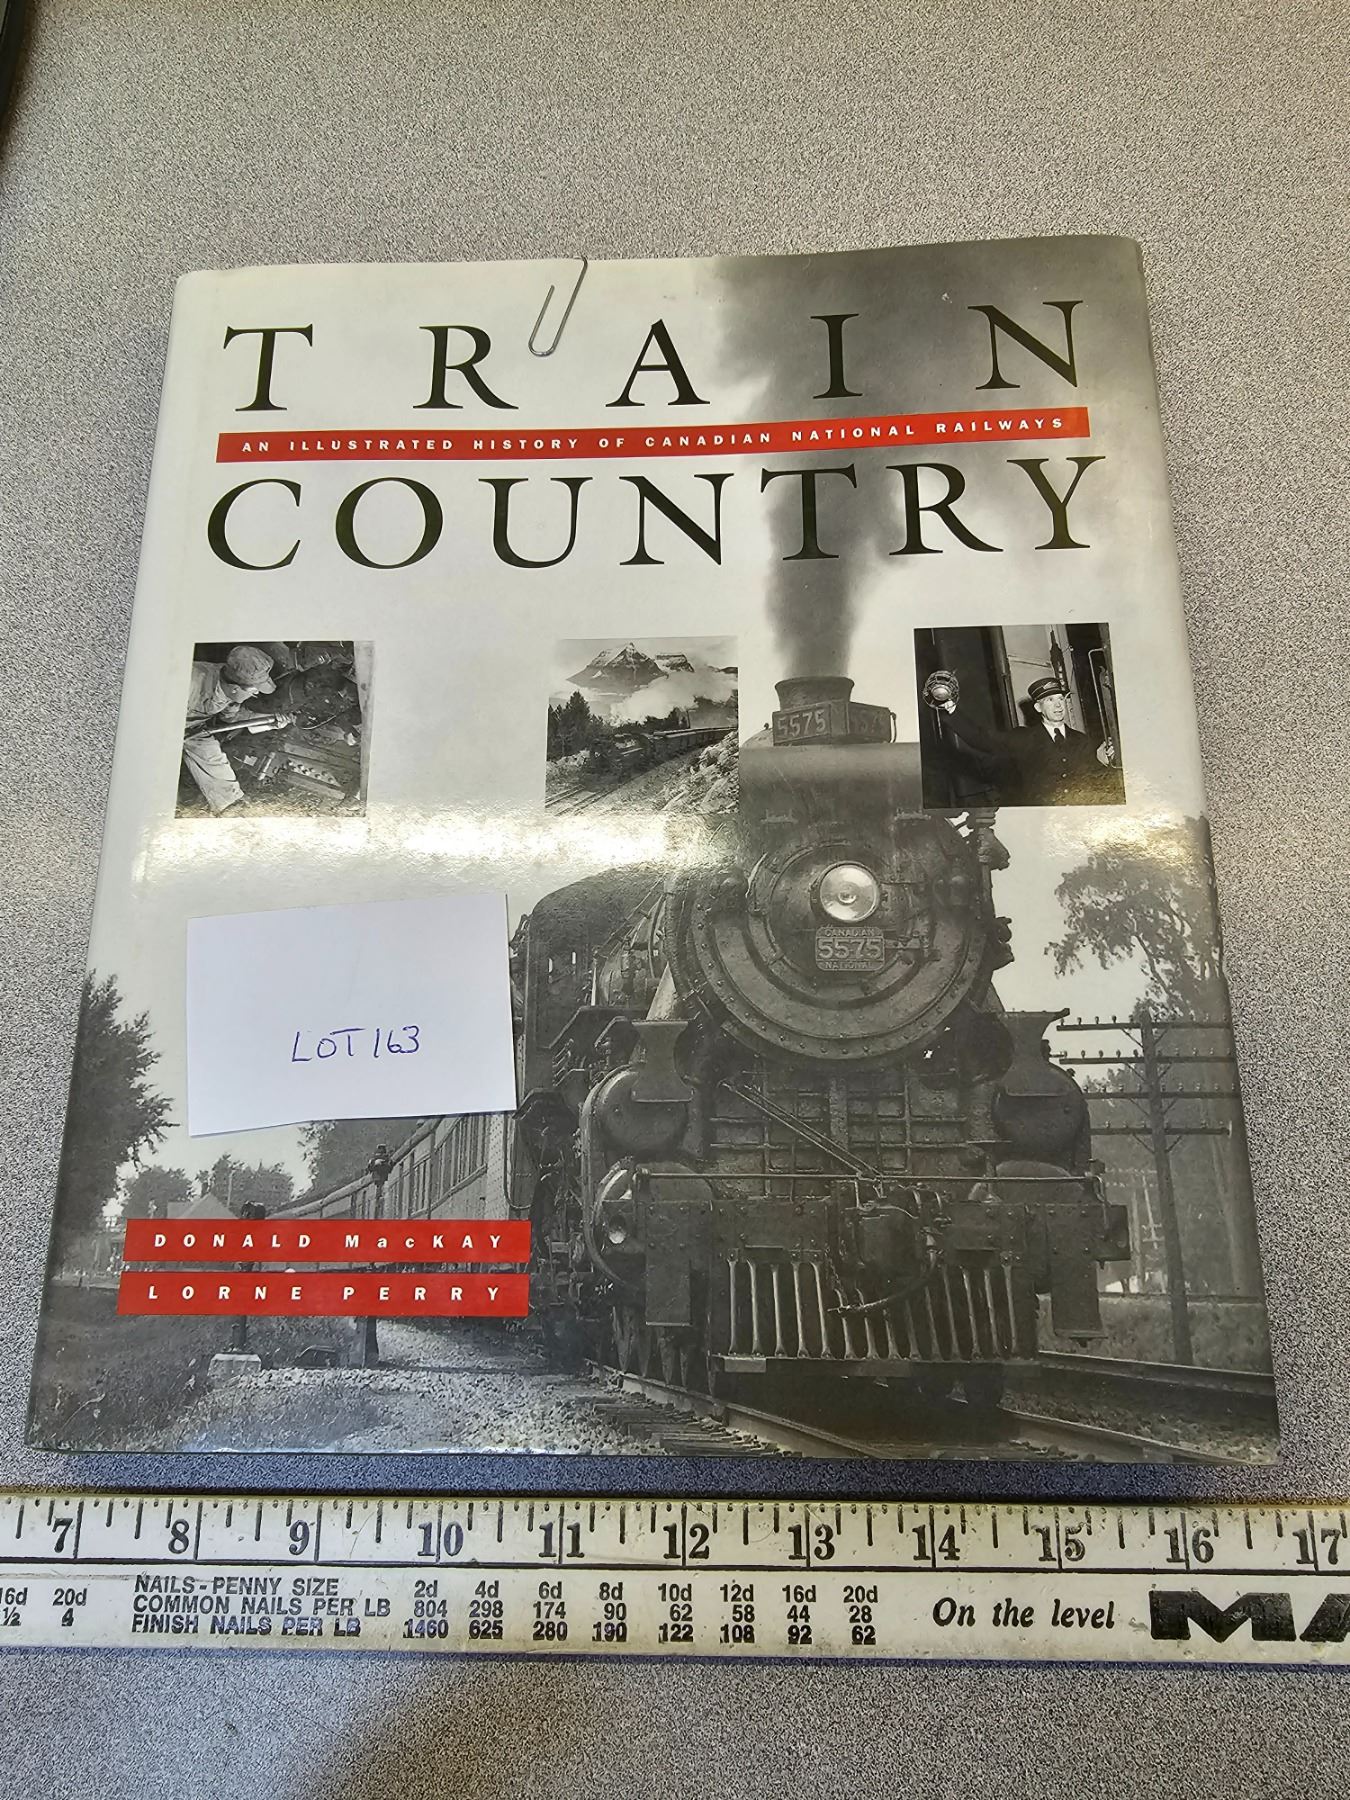 TRAIN
AN ILLUSTRATED HISTORY OF CANADIAN NATIONAL RAILWAYS
COUNTRY
5575
CANADIAN
5575
NATIONAL
LOT 163
DONALD MacKAY
LORNE PERRY
7 8 9 10 11 12 13 14 15 16 17
16d 20d NAILS-PENNY SIZE 2d 4d 6d 8d 10d 12d 16d 20d
½ 4 COMMON NAILS PER LB 804 298 174 90 62 58 44 28
FINISH NAILS PER LB 1460 625 280 190 122 108 92 62
On the level